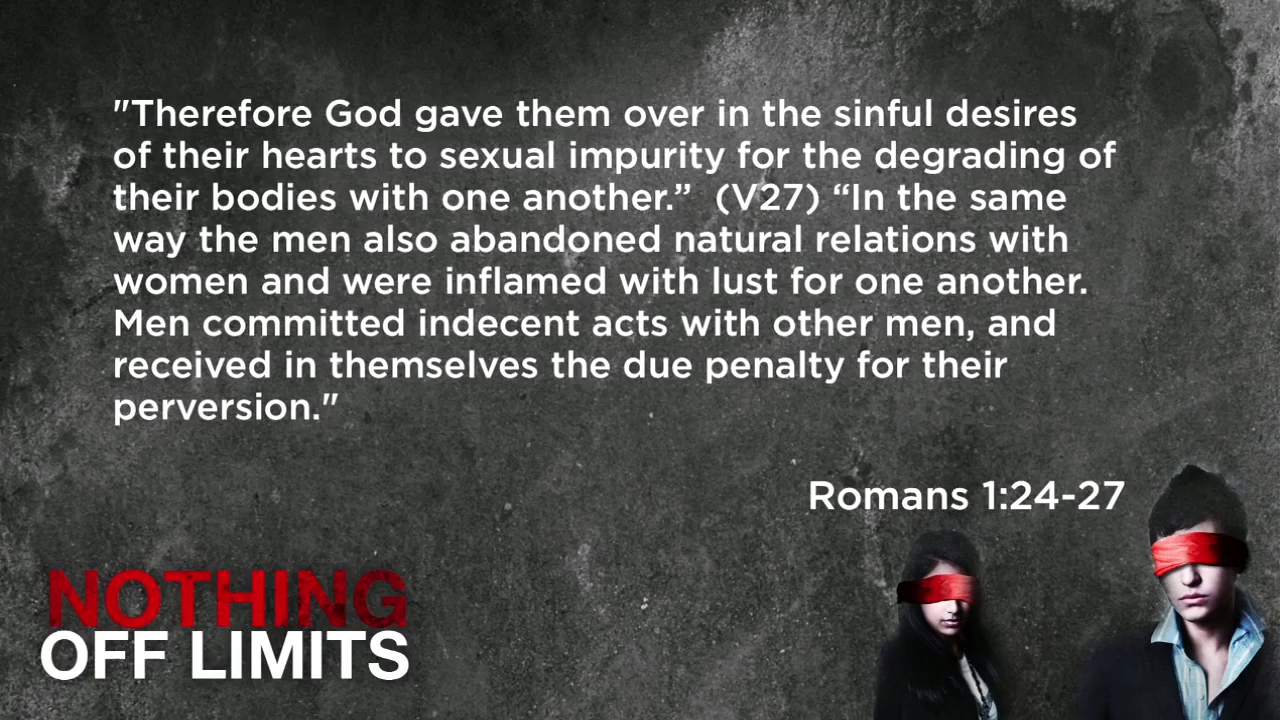 "Therefore God gave them over in the sinful desires
of their hearts to sexual impurity for the degrading of
their bodies with one another.”  (V27) “In the same
way the men also abandoned natural relations with
women and were inflamed with lust for one another.
Men committed indecent acts with other men, and
received in themselves the due penalty for their
perversion."
Romans 1:24-27
NOTHING
OFF LIMITS